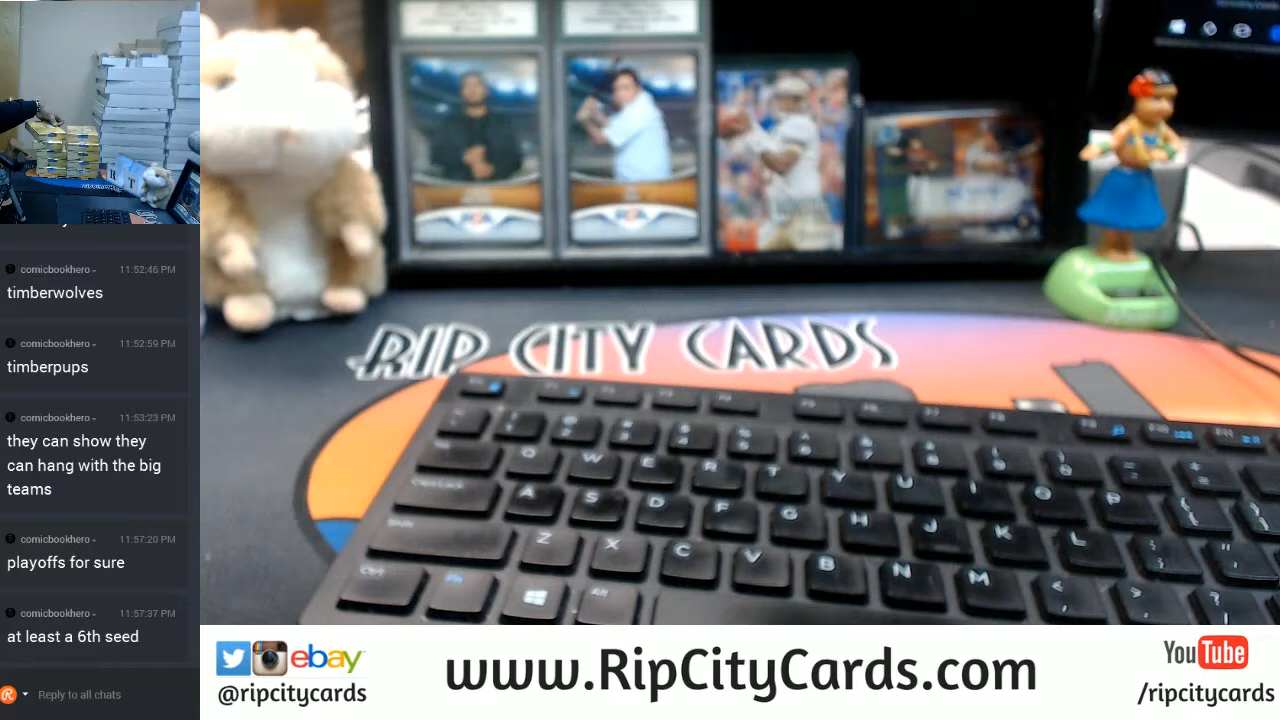 comicbookhero 11:52:46 PM
timberwolves
comicbookhero 11:52:59 PM
timberpups
comicbookhero 11:53:23 PM
they can show they
can hang with the big
teams
comicbookhero 11:57:20 PM
playoffs for sure
comicbookhero 11:57:37 PM
at least a 6th seed
Reply to all chats
RIP CITY CARDS
Q W E R T Y U I O P
A S D F G H J K L
Z X C V B N M
Ctrl Fn Alt
ebay
@ripcitycards
www.RipCityCards.com
YouTube
/ripcitycards